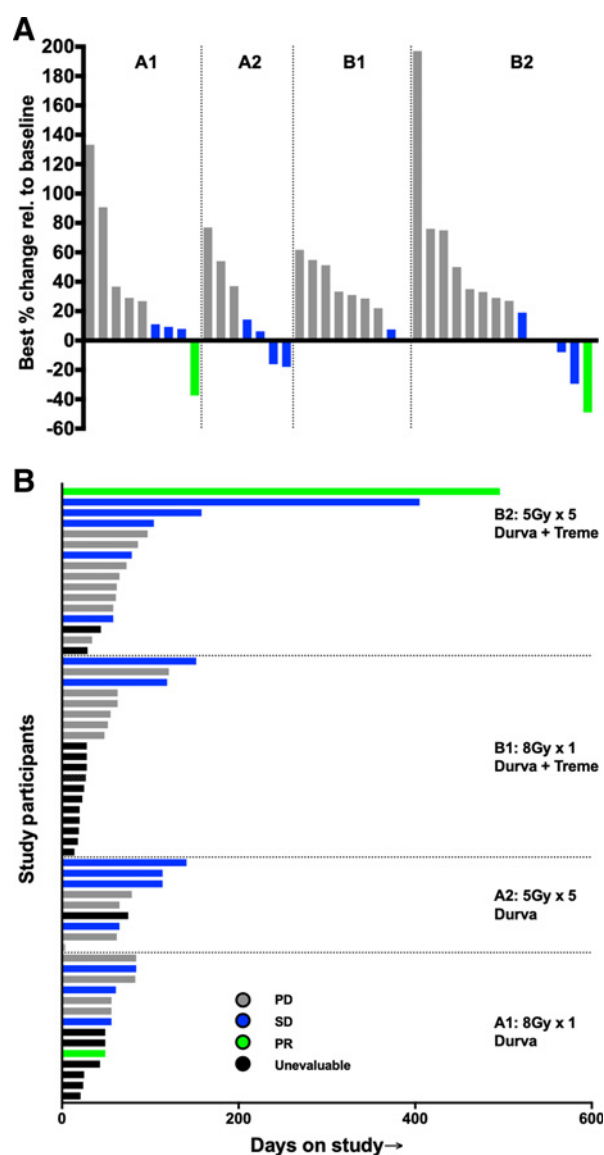 A
A1 A2 B1 B2
200
180
160
140
120
100
80
60
40
20
0
-20
-40
-60
Best % change rel. to baseline
B
B2: 5Gy x 5
Durva + Treme
B1: 8Gy x 1
Durva + Treme
A2: 5Gy x 5
Durva
A1: 8Gy x 1
Durva
Study participants
PD
SD
PR
Unevaluable
0 200 400 600
Days on study→